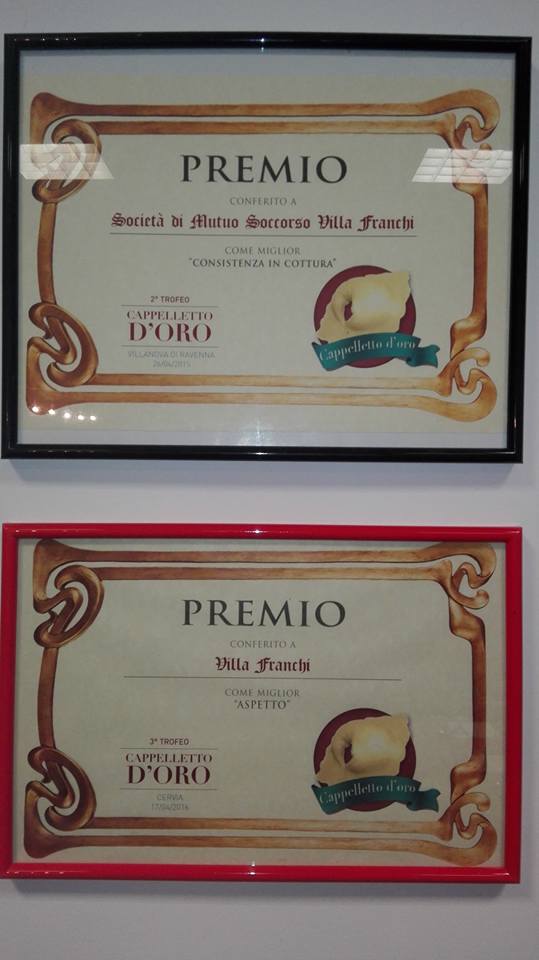 PREMIO
CONFERITO A
Società di Mutuo Soccorso Villa Franchi
COME MIGLIOR
"CONSISTENZA IN COTTURA"
2° TROFEO
CAPPELLETTO
D'ORO
VILLANOVA DI RAVENNA
26/04/2015
Cappelletto d'oro
PREMIO
CONFERITO A
Villa Franchi
COME MIGLIOR
"ASPETTO"
3° TROFEO
CAPPELLETTO
D'ORO
CERVIA
17/04/2016
Cappelletto d'oro